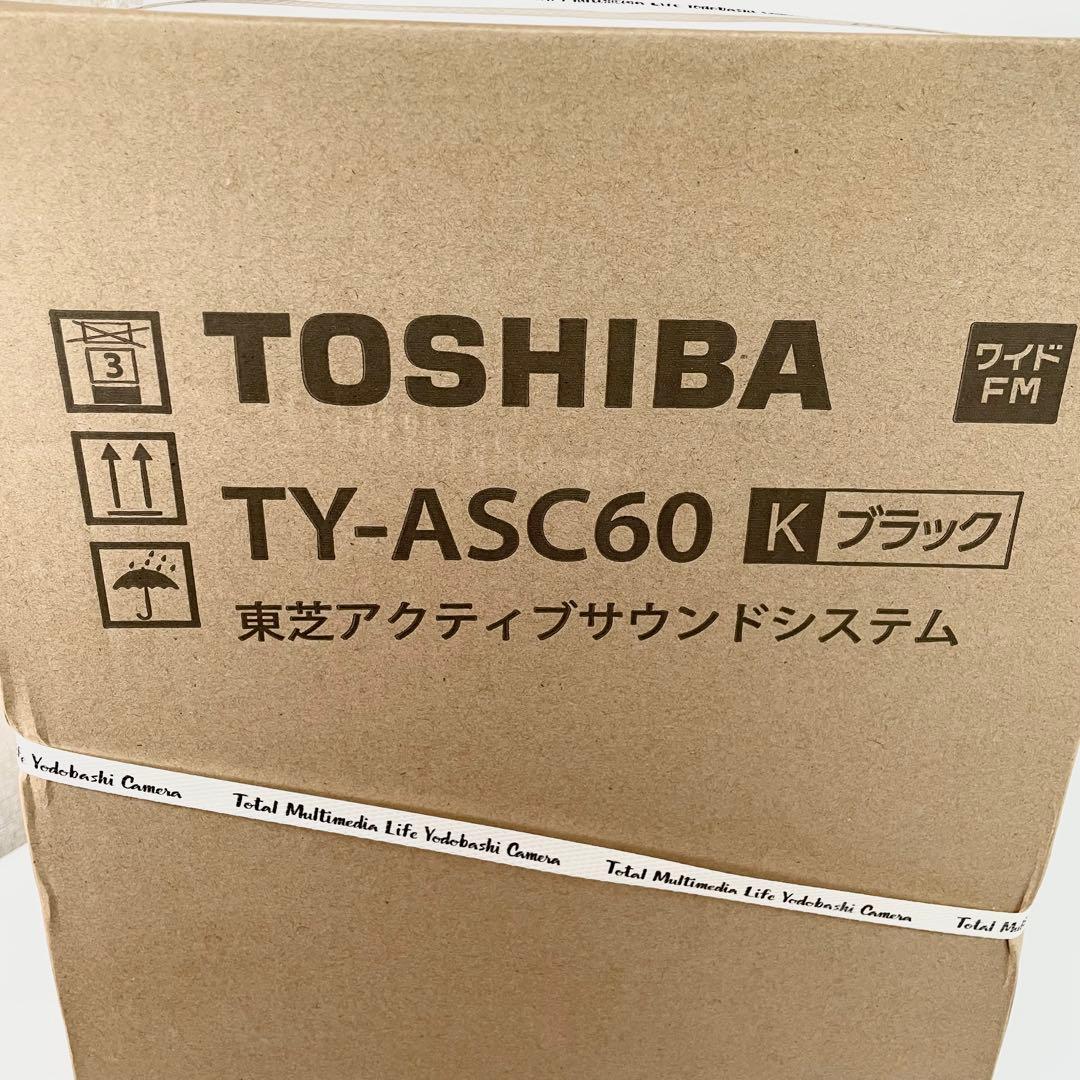 TOSHIBA
ワイド
FM
3
TY-ASC60 K ブラック
東芝アクティブサウンドシステム
Yodobashi Camera Total Multimedia Life Yodobashi Camera Total Multimedia Life Yodobashi Camera Total